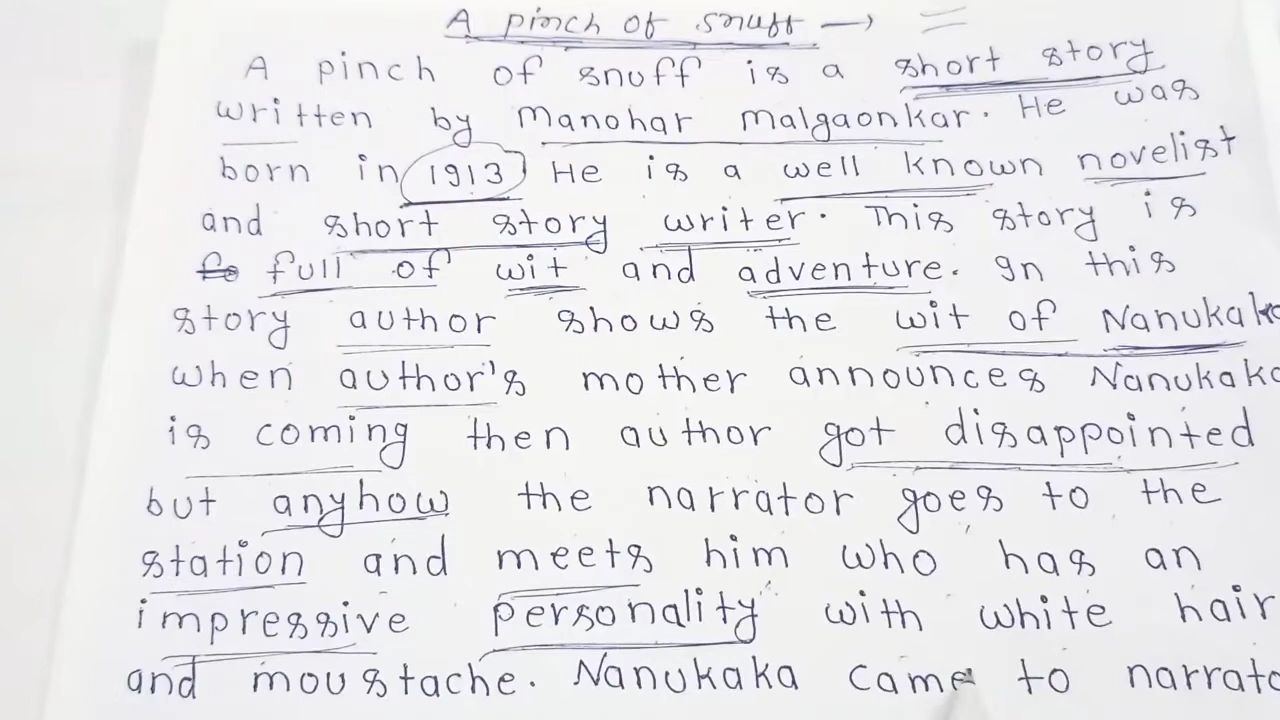 A pinch of snuff →
A pinch of snuff is a short story
written by Manohar malgaonkar. He was
born in 1913 He is a well known novelist
and short story writer. This story is
full of wit and adventure. In this
story author shows the wit of Nanukaka
when author's mother announces Nanukaka
is coming then author got disappointed
but anyhow the narrator goes to the
station and meets him who has an
impressive personality with white hair
and moustache. Nanukaka came to